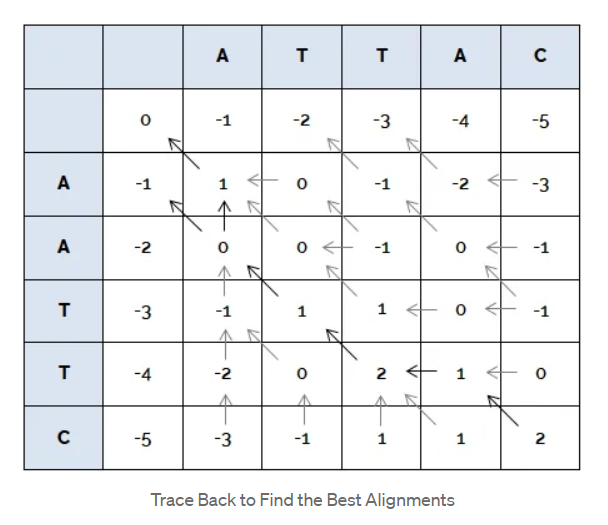 A T T A C
0 -1 -2 -3 -4 -5
A -1 1 0 -1 -2 -3
A -2 0 0 -1 0 -1
T -3 -1 1 1 0 -1
T -4 -2 0 2 1 0
C -5 -3 -1 1 1 2
Trace Back to Find the Best Alignments